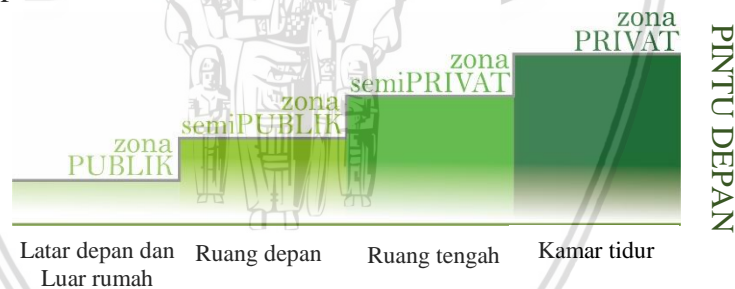 zona
PRIVAT
zona
semiPRIVAT
zona
semiPUBLIK
zona
PUBLIK
PINTU DEPAN
Latar depan dan
Luar rumah
Ruang depan
Ruang tengah
Kamar tidur